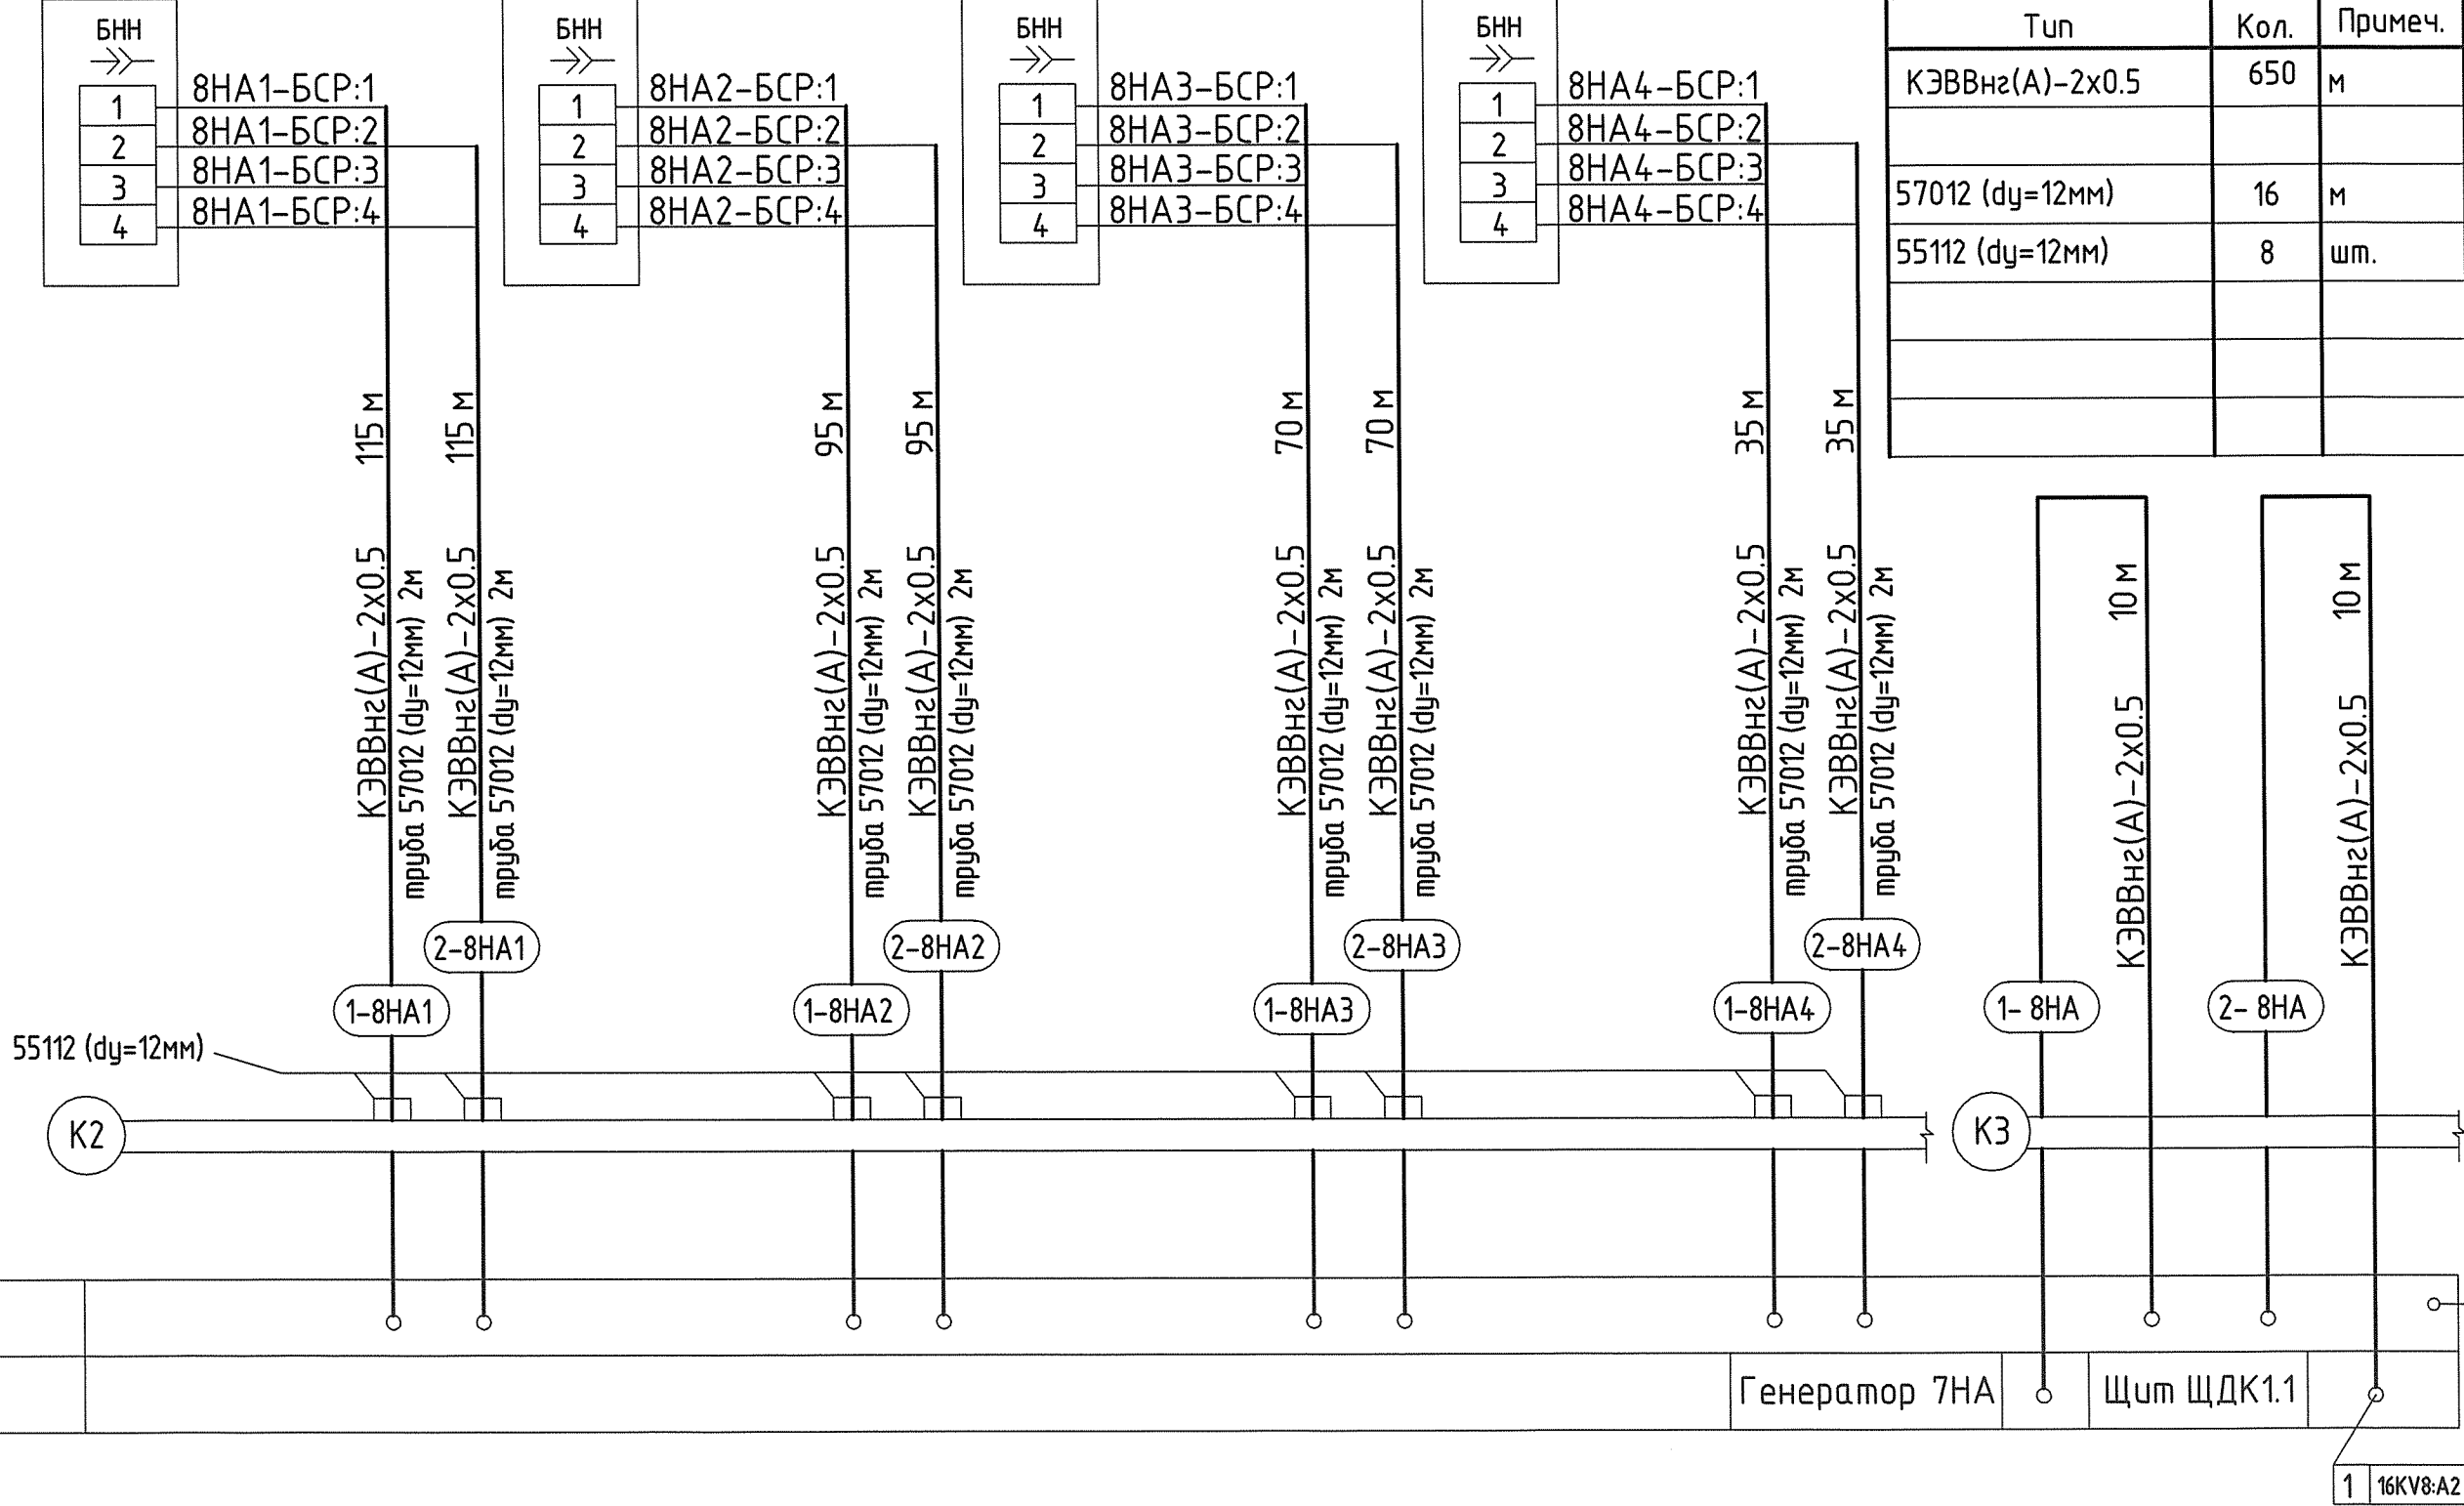 БНН
1
2
3
4
8НА1-БСР:1
8НА1-БСР:2
8НА1-БСР:3
8НА1-БСР:4
БНН
1
2
3
4
8НА2-БСР:1
8НА2-БСР:2
8НА2-БСР:3
8НА2-БСР:4
БНН
1
2
3
4
8НА3-БСР:1
8НА3-БСР:2
8НА3-БСР:3
8НА3-БСР:4
БНН
1
2
3
4
8НА4-БСР:1
8НА4-БСР:2
8НА4-БСР:3
8НА4-БСР:4
Тип Кол. Примеч.
КЭВВнг(А)-2х0.5 650 м
57012 (dy=12мм) 16 м
55112 (dy=12мм) 8 шт.
КЭВВнг(А)-2х0.5 115 м
труба 57012 (dy=12мм) 2м
КЭВВнг(А)-2х0.5 115 м
труба 57012 (dy=12мм) 2м
КЭВВнг(А)-2х0.5 95 м
труба 57012 (dy=12мм) 2м
КЭВВнг(А)-2х0.5 95 м
труба 57012 (dy=12мм) 2м
КЭВВнг(А)-2х0.5 70 м
труба 57012 (dy=12мм) 2м
КЭВВнг(А)-2х0.5 70 м
труба 57012 (dy=12мм) 2м
КЭВВнг(А)-2х0.5 35 м
труба 57012 (dy=12мм) 2м
КЭВВнг(А)-2х0.5 35 м
труба 57012 (dy=12мм) 2м
КЭВВнг(А)-2х0.5 10 м
КЭВВнг(А)-2х0.5 10 м
2-8НА1
2-8НА2
2-8НА3
2-8НА4
1-8НА1
1-8НА2
1-8НА3
1-8НА4
1- 8НА
2- 8НА
55112 (dy=12мм)
К2
К3
Генератор 7НА
Щит ЩДК1.1
1 16KV8:A2